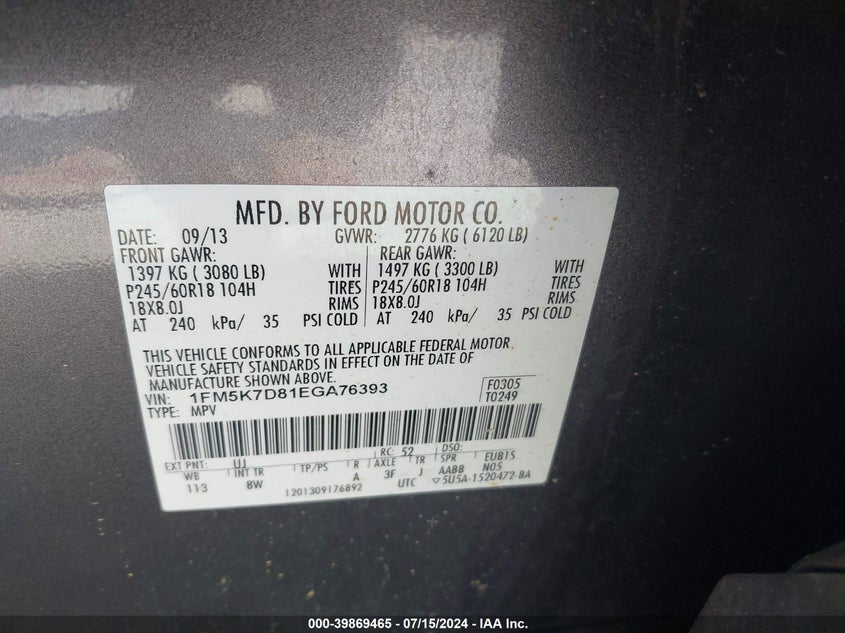 MFD. BY FORD MOTOR CO.
DATE: 09/13 GVWR: 2776 KG ( 6120 LB)
FRONT GAWR: REAR GAWR:
1397 KG ( 3080 LB) WITH 1497 KG ( 3300 LB) WITH
P245/60R18 104H TIRES P245/60R18 104H TIRES
18X8.0J RIMS 18X8.0J RIMS
AT 240 kPa/ 35 PSI COLD AT 240 kPa/ 35 PSI COLD
THIS VEHICLE CONFORMS TO ALL APPLICABLE FEDERAL MOTOR
VEHICLE SAFETY STANDARDS IN EFFECT ON THE DATE OF
MANUFACTURE SHOWN ABOVE.
VIN: 1FM5K7D81EGA76393 F0305
TYPE: MPV T0249
EXT PNT: UJ RC: 52 DSO:
WB INT TR TP/PS R AXLE TR SPR EUB15
113 8W A 3F J AABB N05
1201309176892 UTC ▽5U5A-1520472-BA
000-39869465 - 07/15/2024 - IAA Inc.